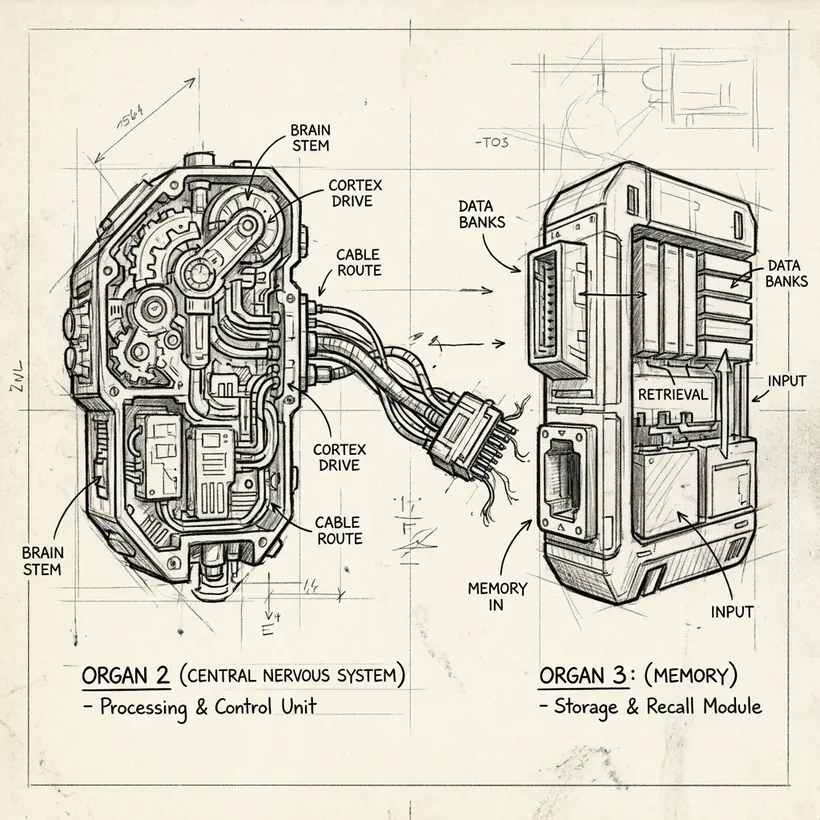 BRAIN
STEM
CORTEX
DRIVE
CABLE
ROUTE
CORTEX
DRIVE
CABLE
ROUTE
BRAIN
STEM
ORGAN 2 (CENTRAL NERVOUS SYSTEM)
- Processing & Control Unit
-TOS
DATA
BANKS
DATA
BANKS
RETRIEVAL
INPUT
MEMORY
IN
INPUT
ORGAN 3: (MEMORY)
- Storage & Recall Module